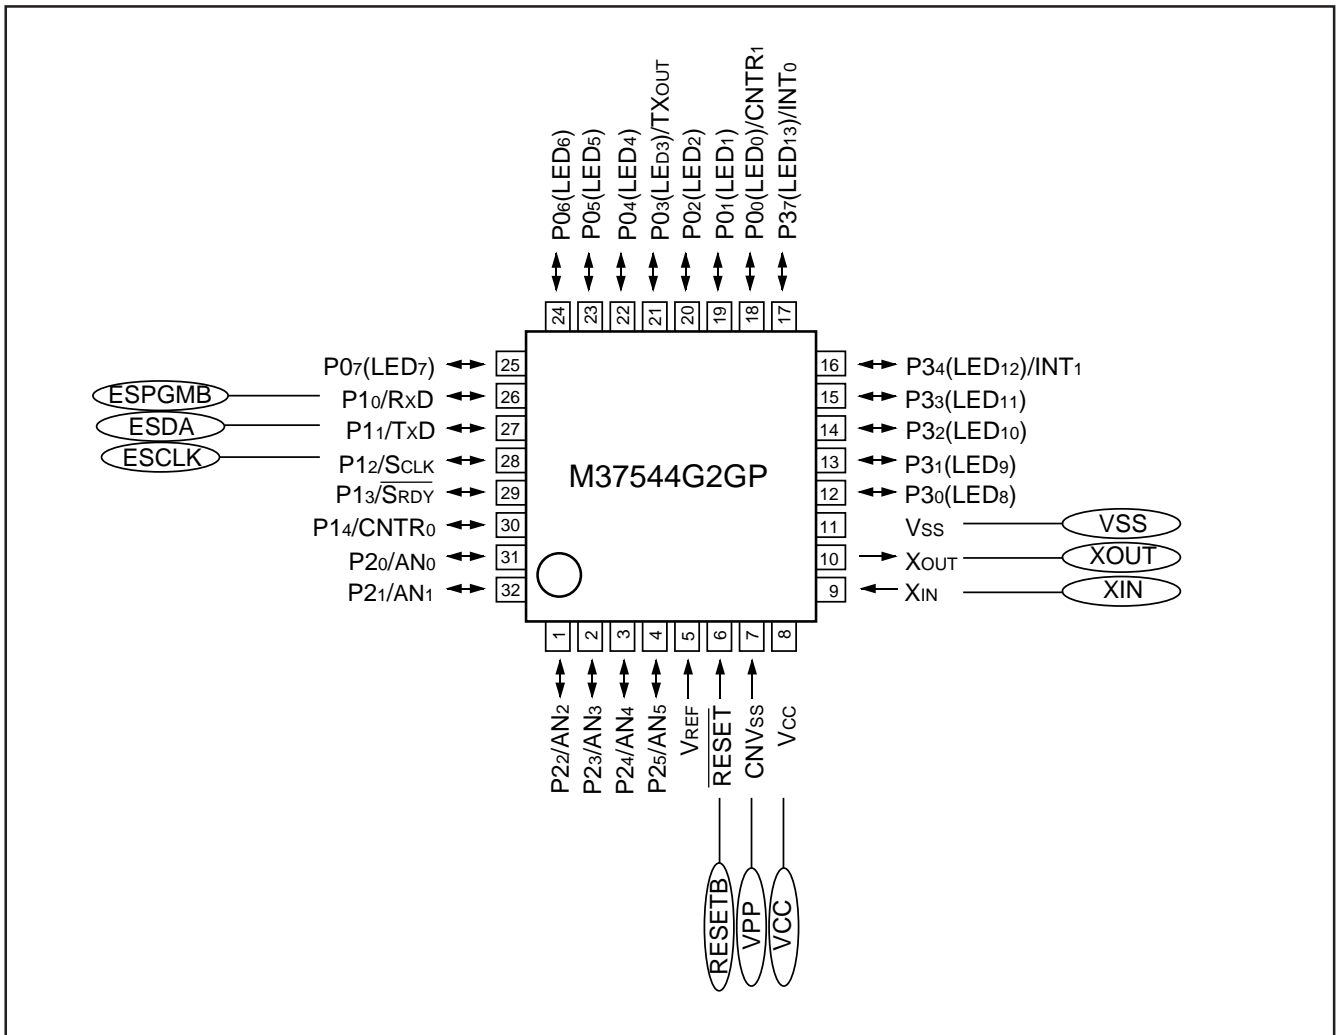 P06(LED6)
P05(LED5)
P04(LED4)
P03(LED3)/TXOUT
P02(LED2)
P01(LED1)
P00(LED0)/CNTR1
P37(LED13)/INT0
24
23
22
21
20
19
18
17
P07(LED7)
25
16
P34(LED12)/INT1
ESPGMB
P10/RXD
26
15
P33(LED11)
ESDA
P11/TXD
27
14
P32(LED10)
ESCLK
P12/SCLK
28
13
P31(LED9)
M37544G2GP
P13/SRDY
29
12
P30(LED8)
P14/CNTR0
30
11
VSS
VSS
P20/AN0
31
10
XOUT
XOUT
P21/AN1
32
9
XIN
XIN
1
2
3
4
5
6
7
8
P22/AN2
P23/AN3
P24/AN4
P25/AN5
VREF
RESET
CNVSS
VCC
RESETB
VPP
VCC